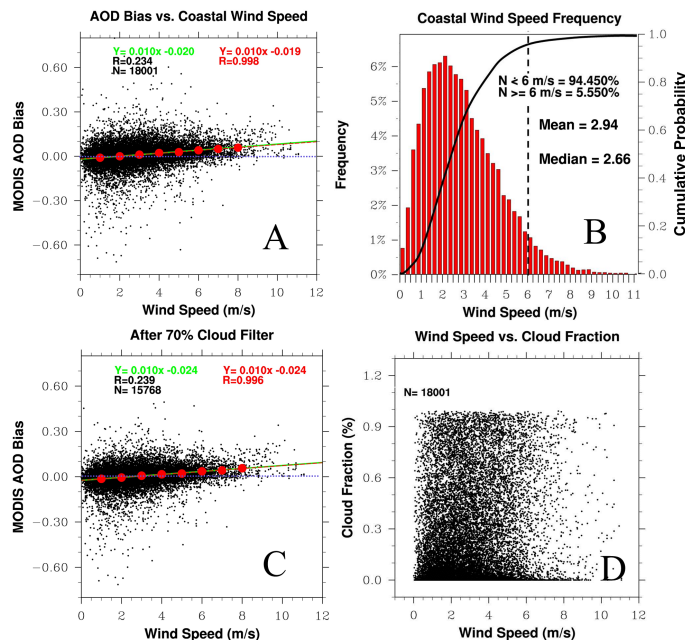 AOD Bias vs. Coastal Wind Speed
Y= 0.010x -0.020
Y= 0.010x -0.019
R=0.234
R=0.998
N= 18001
MODIS AOD Bias
0.60
0.30
0.00
−0.30
−0.60
A
0 2 4 6 8 10 12
Wind Speed (m/s)
Coastal Wind Speed Frequency
Frequency
6%
5%
4%
3%
2%
1%
0%
N < 6 m/s = 94.450%
N >= 6 m/s = 5.550%
Mean = 2.94
Median = 2.66
B
1.0
0.8
0.6
0.4
0.2
0.0
Cumulative Probability
0 1 2 3 4 5 6 7 8 9 10 11
Wind Speed (m/s)
After 70% Cloud Filter
Y= 0.010x -0.024
Y= 0.010x -0.024
R=0.239
R=0.996
N= 15768
MODIS AOD Bias
0.60
0.30
0.00
−0.30
−0.60
C
0 2 4 6 8 10 12
Wind Speed (m/s)
Wind Speed vs. Cloud Fraction
N= 18001
Cloud Fraction (%)
1.2
0.9
0.6
0.3
0.0
D
0 2 4 6 8 10 12
Wind Speed (m/s)